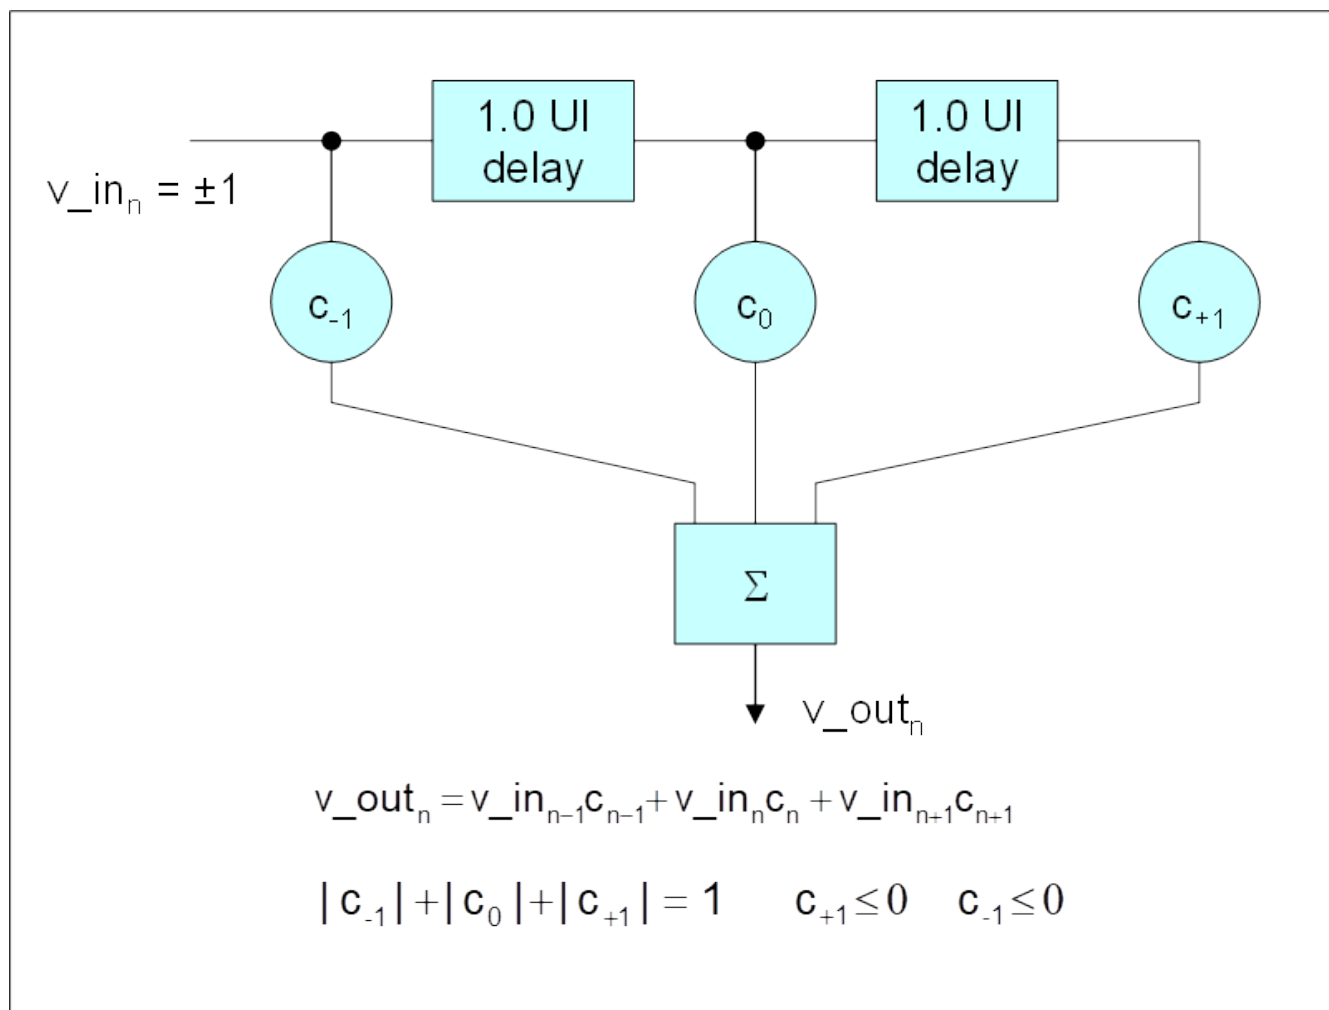 1.0 UI
delay
1.0 UI
delay
v_inₙ = ±1
c₋₁
c₀
c₊₁
Σ
v_outₙ
v_outₙ = v_inₙ₋₁cₙ₋₁ + v_inₙcₙ + v_inₙ₊₁cₙ₊₁
|c₋₁| + |c₀| + |c₊₁| = 1 c₊₁ ≤ 0 c₋₁ ≤ 0